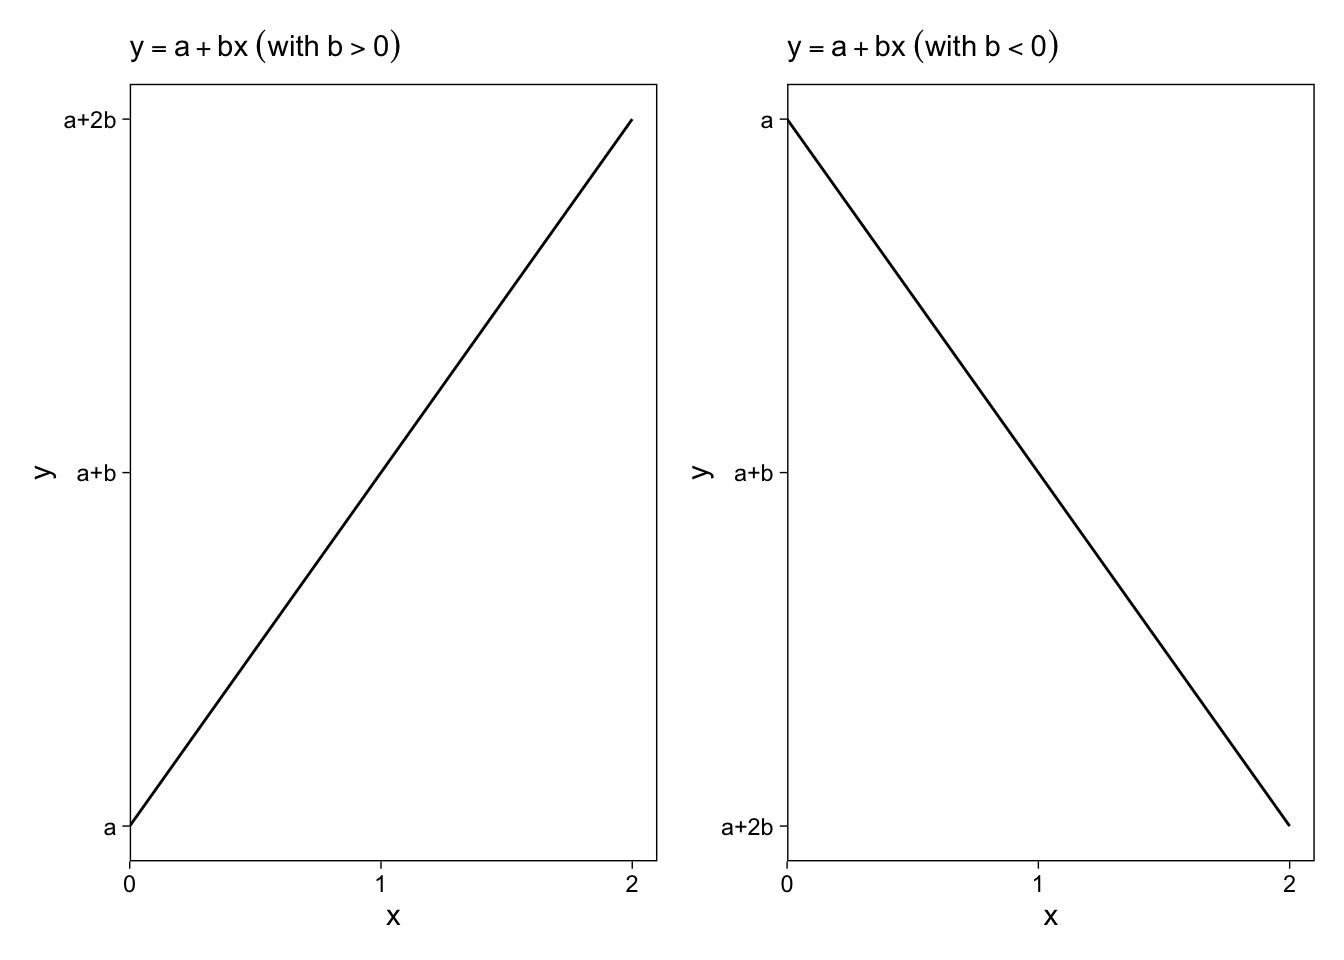 y = a + bx (with b > 0)
a+2b
a+b
a
y
0 1 2
x
y = a + bx (with b < 0)
a
a+b
a+2b
y
0 1 2
x